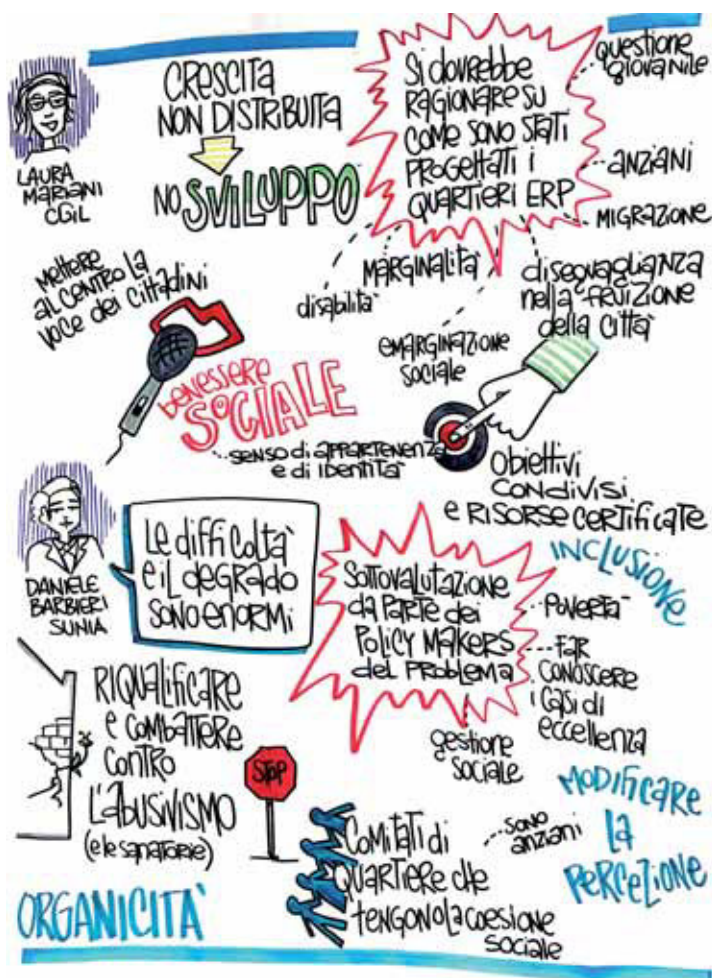 LAURA
MARIANI
CGIL
CRESCITA
NON DISTRIBUITA
NO SVILUPPO
Si dovrebbe
RAGIONARE SU
COME SONO STATI
PROGETTATI i
QUARTIERI ERP
questione
giovanile
ANZIANI
MIGRAZIONE
diseguaglianza
nella fruizione
della città
MARGINALITÀ
disabilità
EMARGINAZIONE
SOCIALE
Mettere
al CENTRO LA
VOCE dei CITTADINI
benessere
SOCIALE
SENSO di APPARTENENZA
e di IDENTITÀ
Obiettivi
CONDIVISI
e RISORSE CERTIFICATE
DANIELE
BARBIERI
SUNIA
Le difficoltà
e il degrado
SONO ENORMI
SOTTOVALUTAZIONE
da PARTE dei
POLICY MAKERS
del PROBLEMA
INCLUSIONE
POVERTÀ
FAR
CONOSCERE
i CASI di
eccellenza
gestione
sociale
RIQUALIFICARE
e COMBATTERE
CONTRO
L'ABUSIVISMO
(e le sanatorie)
STOP
COMITATI di
QUARTIERE che
TENGONO la COESIONE
SOCIALE
SONO
ANZIANI
MODIFICARE
LA
PERCEZIONE
ORGANICITÀ